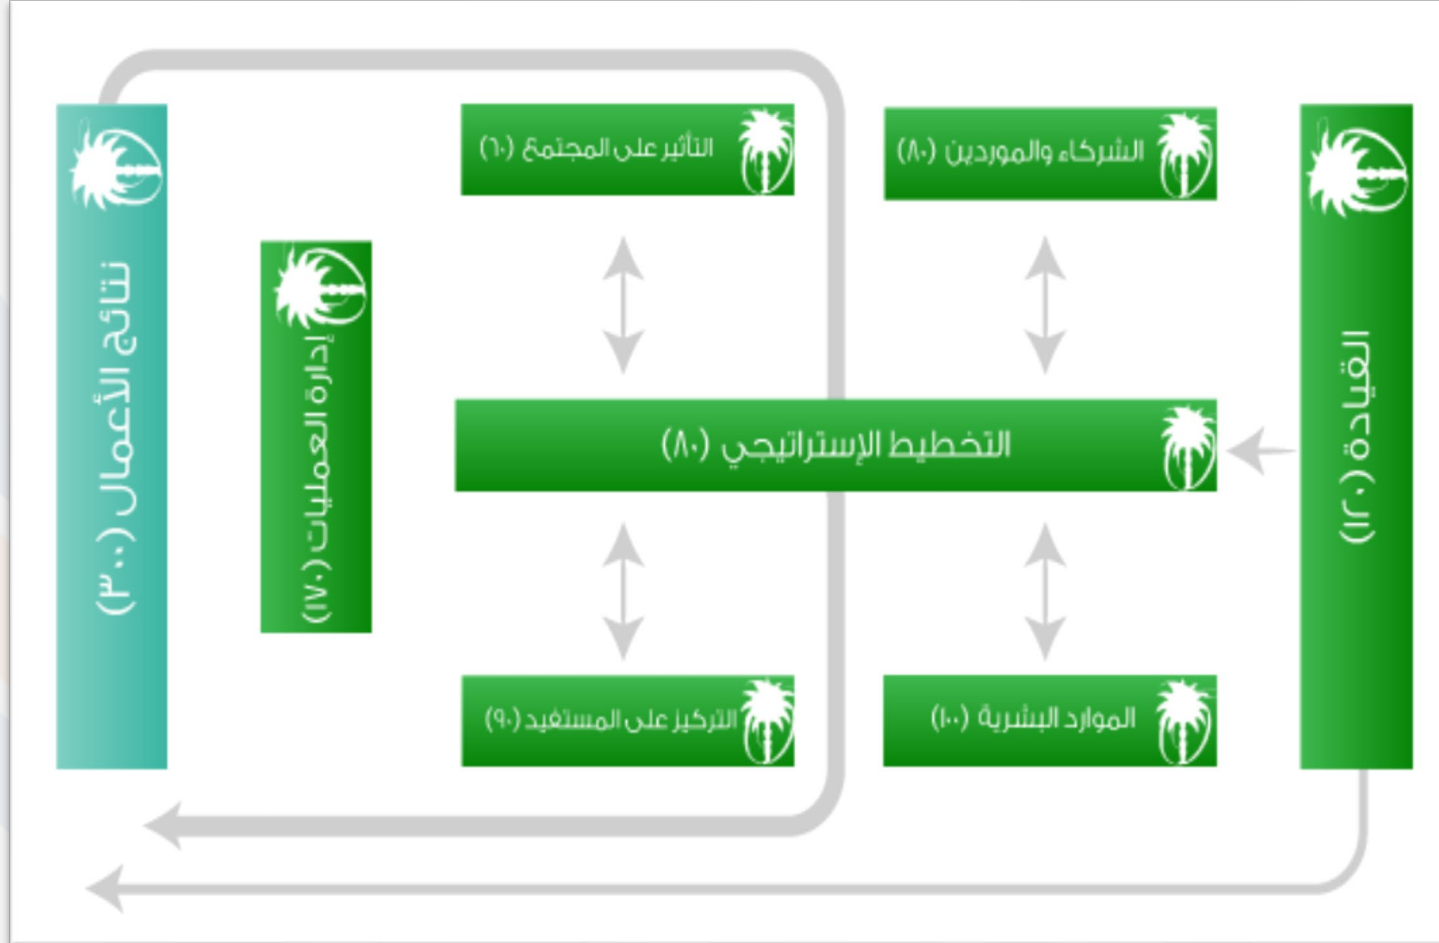 القيادة (١٢٠)
الشركاء والموردين (٨٠)
التأثير على المجتمع (٦٠)
التخطيط الإستراتيجي (٨٠)
الموارد البشرية (١٠٠)
التركيز على المستفيد (٩٠)
إدارة العمليات (١٧٠)
نتائج الأعمال (٣٠٠)